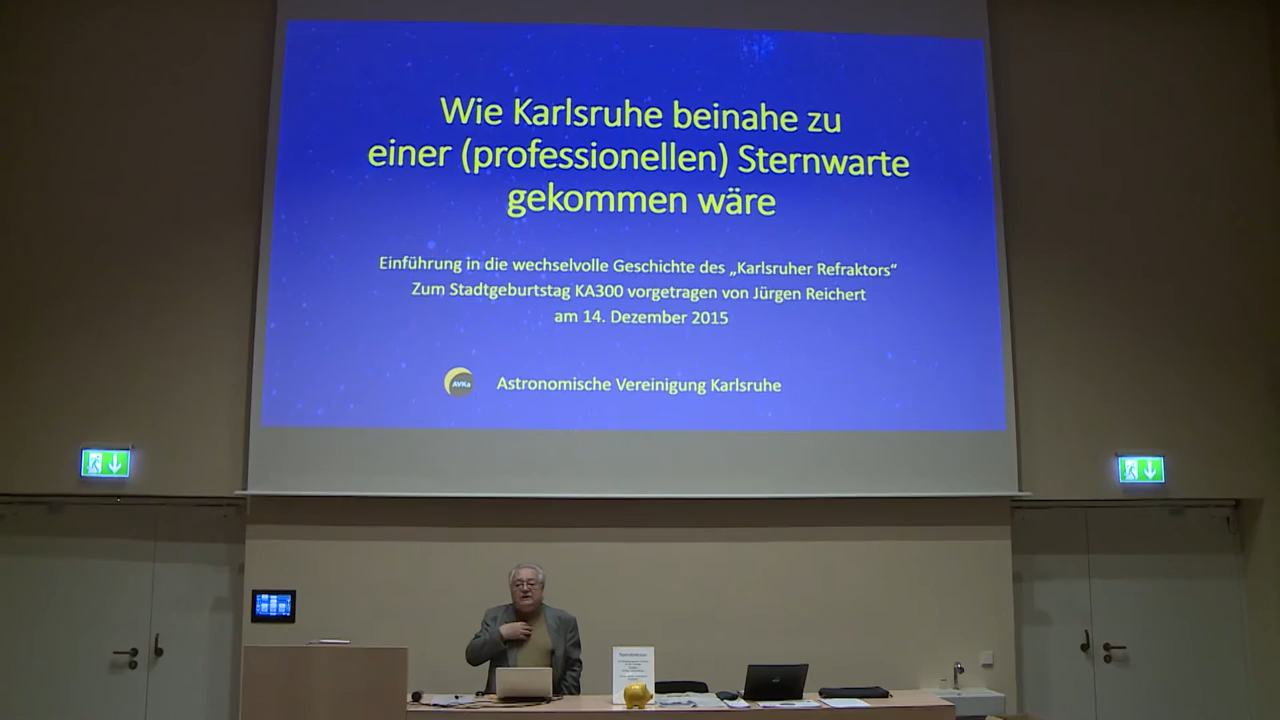 Wie Karlsruhe beinahe zu
einer (professionellen) Sternwarte
gekommen wäre
Einführung in die wechselvolle Geschichte des „Karlsruher Refraktors“
Zum Stadtgeburtstag KA300 vorgetragen von Jürgen Reichert
am 14. Dezember 2015
AVKa
Astronomische Vereinigung Karlsruhe